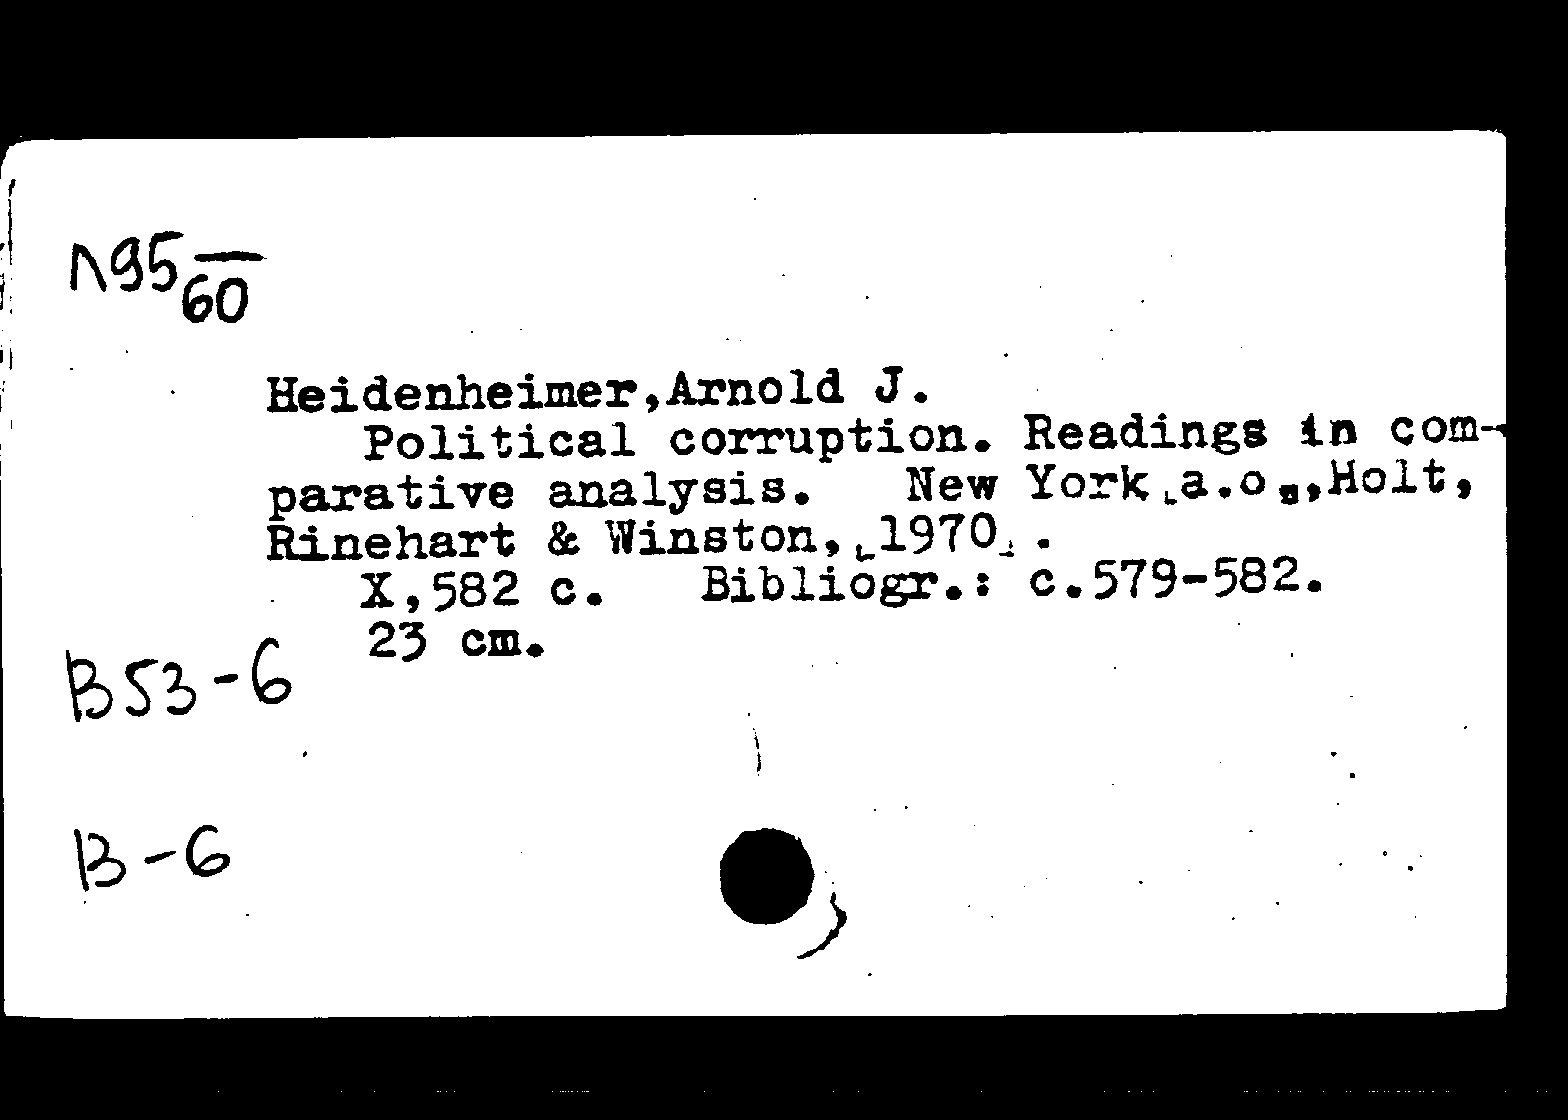 Л95—
60
Heidenheimer,Arnold J.
Political corruption. Readings in com-
parative analysis. New York [a.o.],Holt,
Rinehart & Winston, [1970].
X,582 с. Bibliogr.: с.579-582.
23 cm.
В53-6
В-6